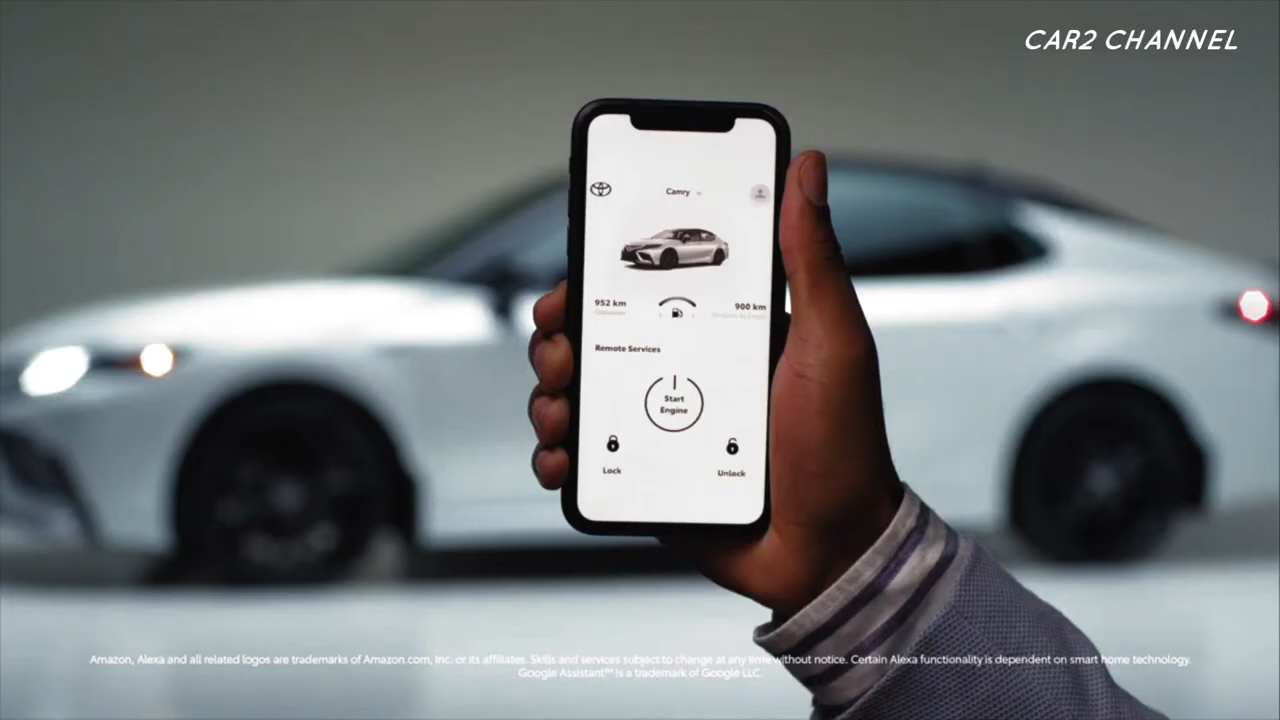 CAR2 CHANNEL
Camry
952 km
900 km
Remote Services
Start
Engine
Lock
Unlock
Amazon, Alexa and all related logos are trademarks of Amazon.com, Inc. or its affiliates. Skills and services subject to change at any time without notice. Certain Alexa functionality is dependent on smart home technology.
Google Assistant™ is a trademark of Google LLC.